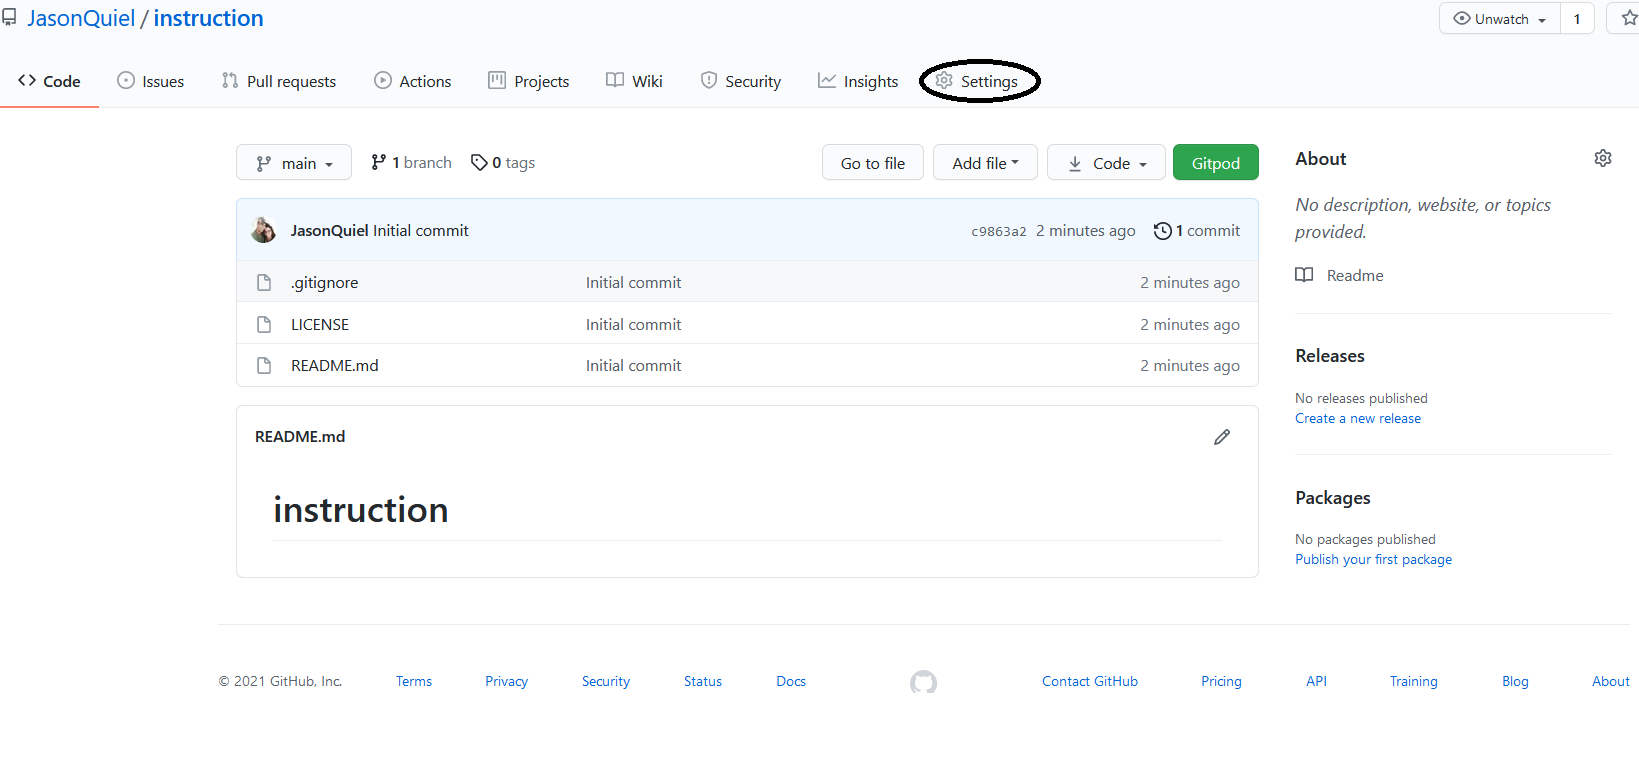 JasonQuiel / instruction
Unwatch 1
Code Issues Pull requests Actions Projects Wiki Security Insights Settings
main 1 branch 0 tags Go to file Add file Code Gitpod
JasonQuiel Initial commit c9863a2 2 minutes ago 1 commit
.gitignore Initial commit 2 minutes ago
LICENSE Initial commit 2 minutes ago
README.md Initial commit 2 minutes ago
README.md
instruction
About
No description, website, or topics
provided.
Readme
Releases
No releases published
Create a new release
Packages
No packages published
Publish your first package
© 2021 GitHub, Inc. Terms Privacy Security Status Docs Contact GitHub Pricing API Training Blog About